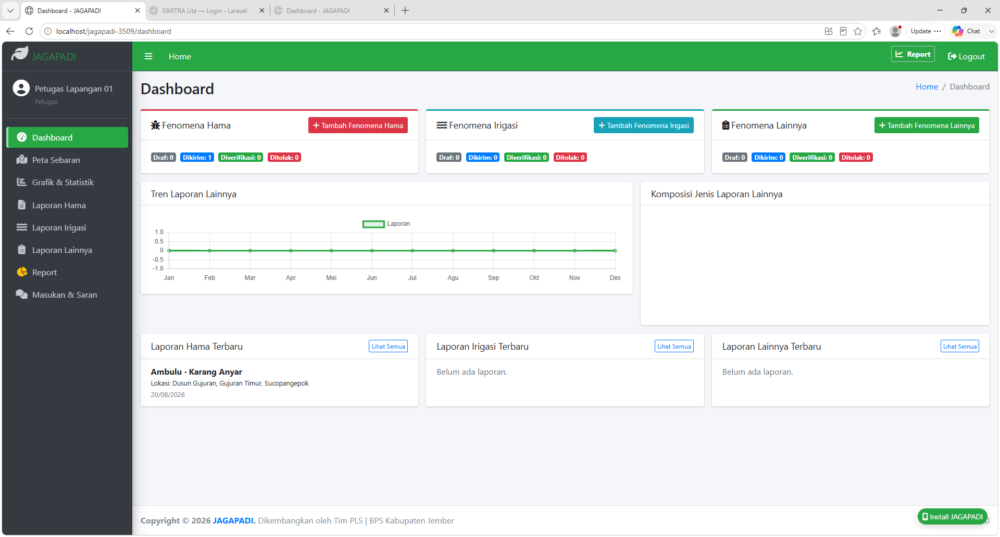 Dashboard - JAGAPADI
SIMITRA Lite — Login - Laravel
Dashboard - JAGAPADI
localhost/jagapadi-3509/dashboard
Update
Chat
JAGAPADI
Home
Report
Logout
Petugas Lapangan 01
Petugas
Dashboard
Peta Sebaran
Grafik & Statistik
Laporan Hama
Laporan Irigasi
Laporan Lainnya
Report
Masukan & Saran
Dashboard
Home / Dashboard
Fenomena Hama
Tambah Fenomena Hama
Draf: 0 Dikirim: 1 Diverifikasi: 0 Ditolak: 0
Fenomena Irigasi
Tambah Fenomena Irigasi
Draf: 0 Dikirim: 0 Diverifikasi: 0 Ditolak: 0
Fenomena Lainnya
Tambah Fenomena Lainnya
Draf: 0 Dikirim: 0 Diverifikasi: 0 Ditolak: 0
Tren Laporan Lainnya
Laporan
1.0
0.5
0
-0.5
-1.0
Jan Feb Mar Apr Mei Jun Jul Agu Sep Okt Nov Des
Komposisi Jenis Laporan Lainnya
Laporan Hama Terbaru
Lihat Semua
Ambulu · Karang Anyar
Lokasi: Dusun Gujuran, Gujuran Timur, Sucopangepok
20/08/2026
Laporan Irigasi Terbaru
Lihat Semua
Belum ada laporan.
Laporan Lainnya Terbaru
Lihat Semua
Belum ada laporan.
Copyright © 2026 JAGAPADI. Dikembangkan oleh Tim PLS | BPS Kabupaten Jember
Install JAGAPADI